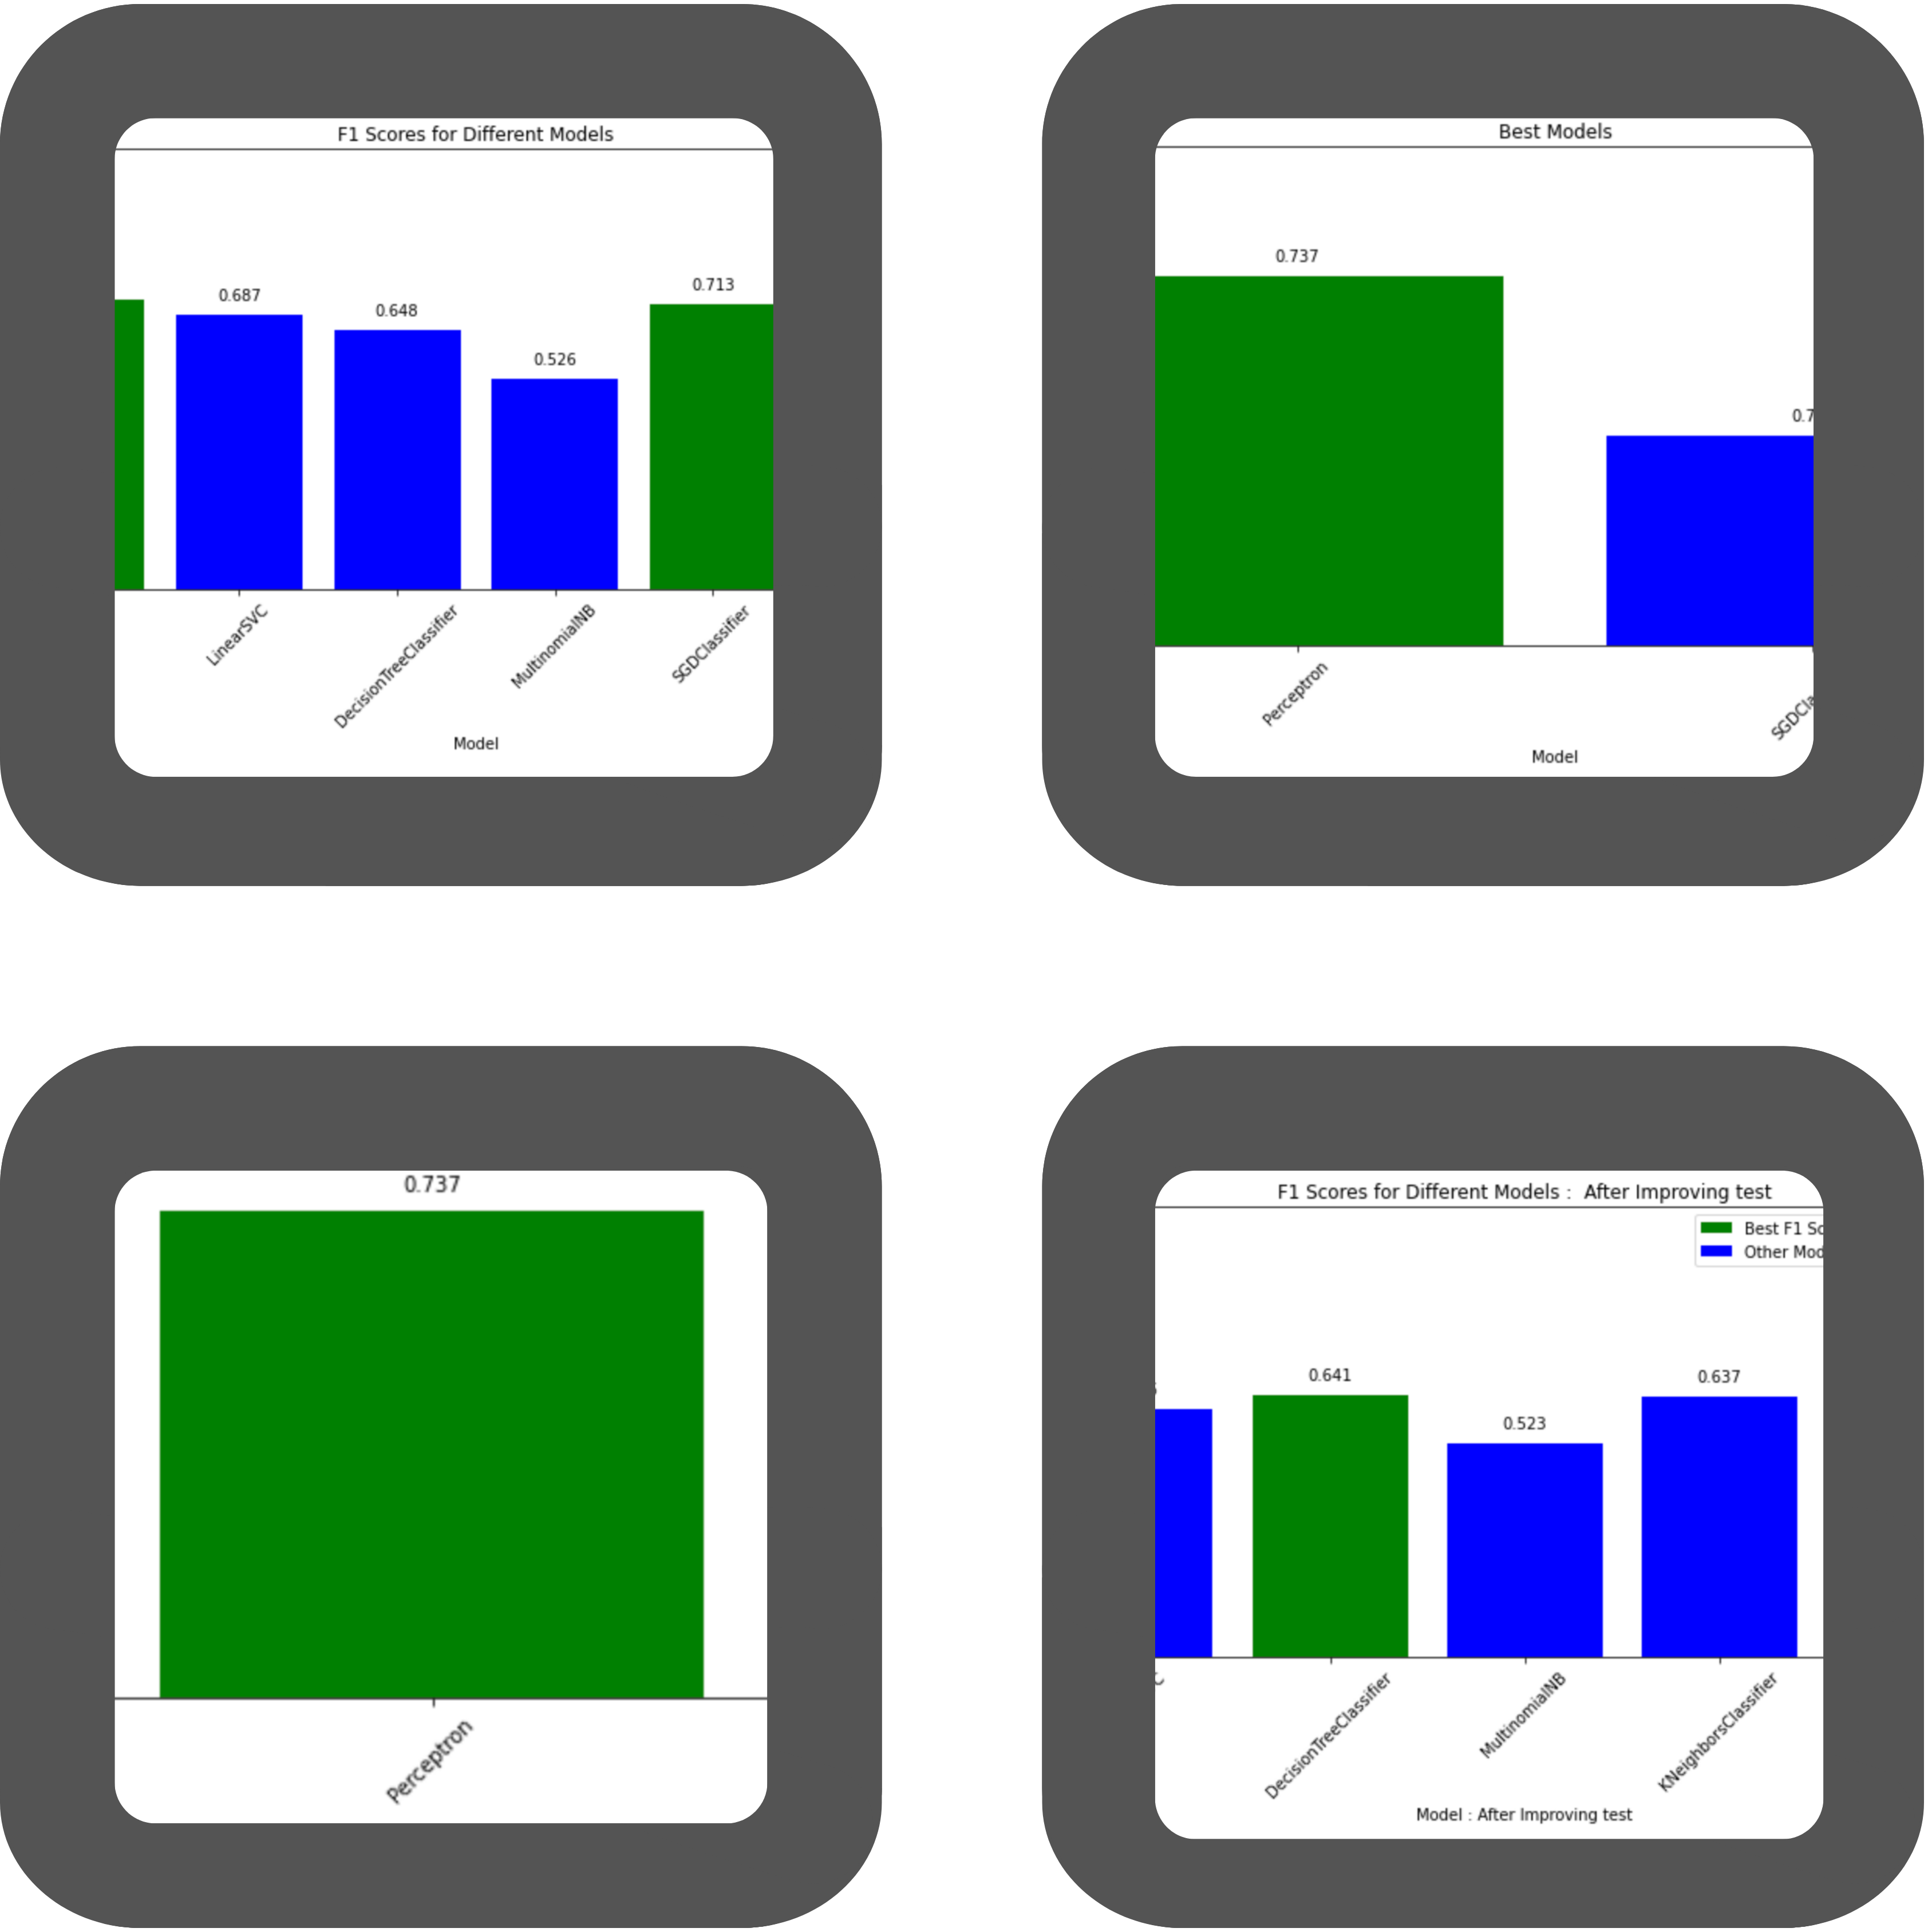 F1 Scores for Different Models
0.687
0.648
0.526
0.713
LinearSVC
DecisionTreeClassifier
MultinomialNB
SGDClassifier
Model
Best Models
0.737
0.7
Perceptron
SGDCla
Model
0.737
Perceptron
F1 Scores for Different Models : After Improving test
Best F1 Sc
Other Mod
0.641
0.523
0.637
DecisionTreeClassifier
MultinomialNB
KNeighborsClassifier
Model : After Improving test